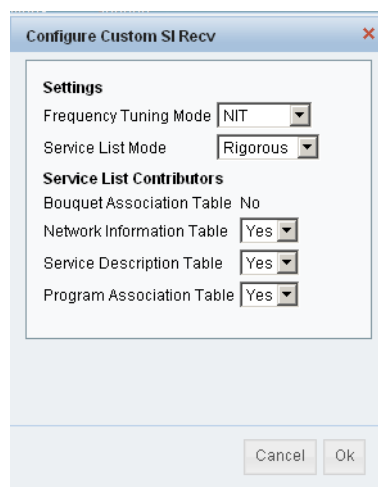 Configure Custom SI Recv
Settings
Frequency Tuning Mode NIT
Service List Mode Rigorous
Service List Contributors
Bouquet Association Table No
Network Information Table Yes
Service Description Table Yes
Program Association Table Yes
Cancel Ok